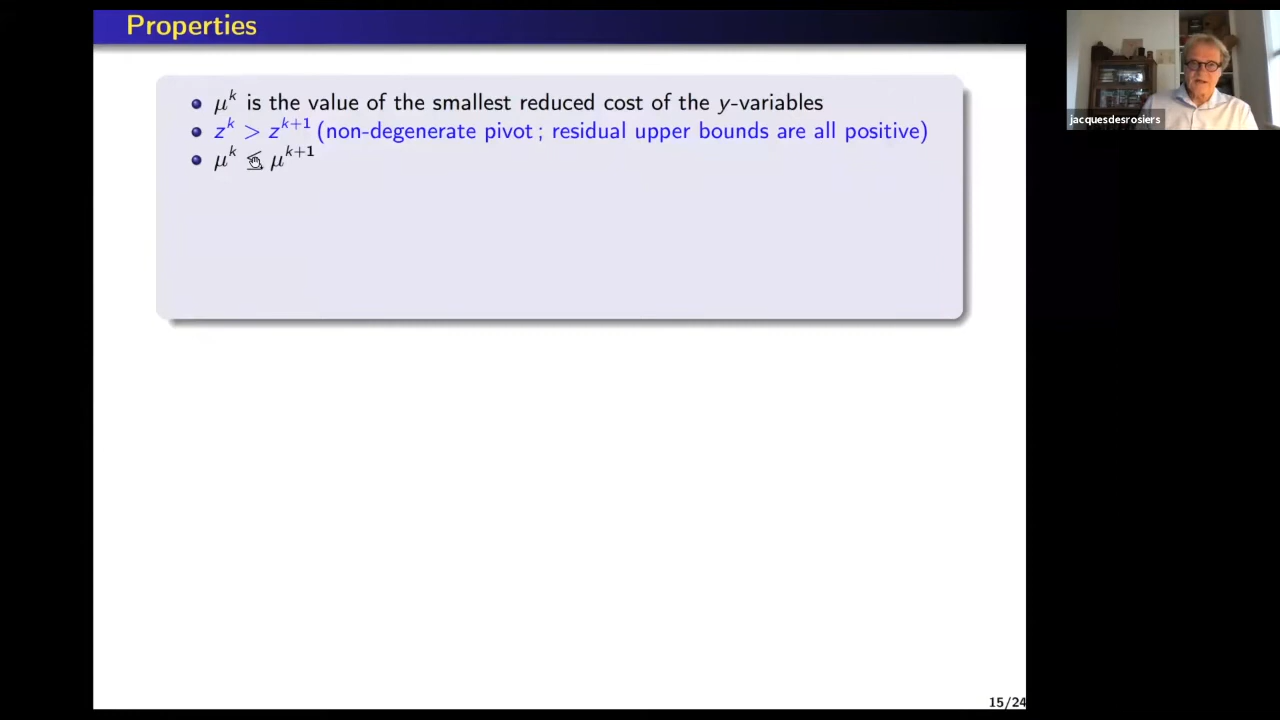 Properties
μ^k is the value of the smallest reduced cost of the y-variables
z^k > z^{k+1} (non-degenerate pivot ; residual upper bounds are all positive)
μ^k ≤ μ^{k+1}
jacquesdesrosiers
15/24